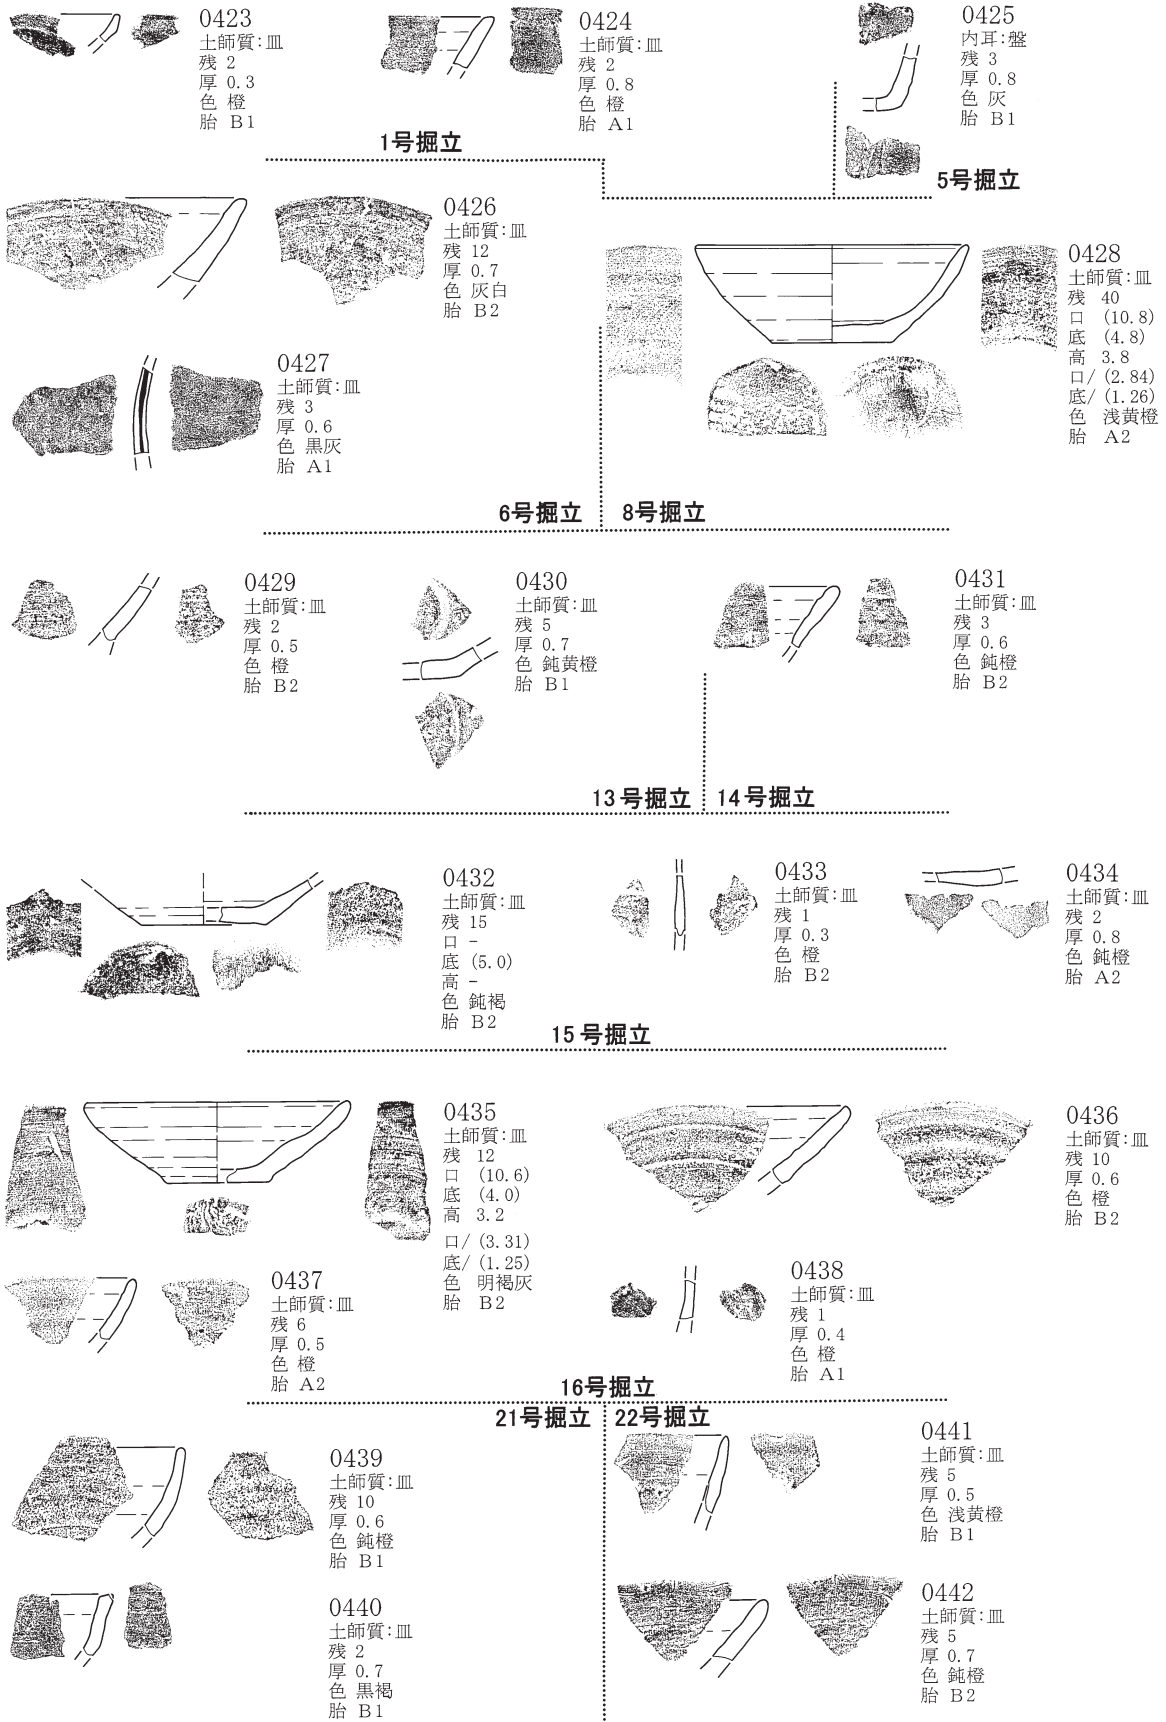 0423
土師質:皿
残 2
厚 0.3
色 橙
胎 B1
0424
土師質:皿
残 2
厚 0.8
色 橙
胎 A1
1号掘立
0425
内耳:盤
残 3
厚 0.8
色 灰
胎 B1
5号掘立
0426
土師質:皿
残 12
厚 0.7
色 灰白
胎 B2
0427
土師質:皿
残 3
厚 0.6
色 黒灰
胎 A1
6号掘立
0428
土師質:皿
残 40
口 (10.8)
底 (4.8)
高 3.8
口/ (2.84)
底/ (1.26)
色 浅黄橙
胎 A2
8号掘立
0429
土師質:皿
残 2
厚 0.5
色 橙
胎 B2
0430
土師質:皿
残 5
厚 0.7
色 鈍黄橙
胎 B1
13号掘立
0431
土師質:皿
残 3
厚 0.6
色 鈍橙
胎 B2
14号掘立
0432
土師質:皿
残 15
口 -
底 (5.0)
高 -
色 鈍褐
胎 B2
0433
土師質:皿
残 1
厚 0.3
色 橙
胎 B2
0434
土師質:皿
残 2
厚 0.8
色 鈍橙
胎 A2
15号掘立
0435
土師質:皿
残 12
口 (10.6)
底 (4.0)
高 3.2
口/ (3.31)
底/ (1.25)
色 明褐灰
胎 B2
0436
土師質:皿
残 10
厚 0.6
色 橙
胎 B2
0437
土師質:皿
残 6
厚 0.5
色 橙
胎 A2
0438
土師質:皿
残 1
厚 0.4
色 橙
胎 A1
16号掘立
21号掘立
22号掘立
0439
土師質:皿
残 10
厚 0.6
色 鈍橙
胎 B1
0440
土師質:皿
残 2
厚 0.7
色 黒褐
胎 B1
0441
土師質:皿
残 5
厚 0.5
色 浅黄橙
胎 B1
0442
土師質:皿
残 5
厚 0.7
色 鈍橙
胎 B2